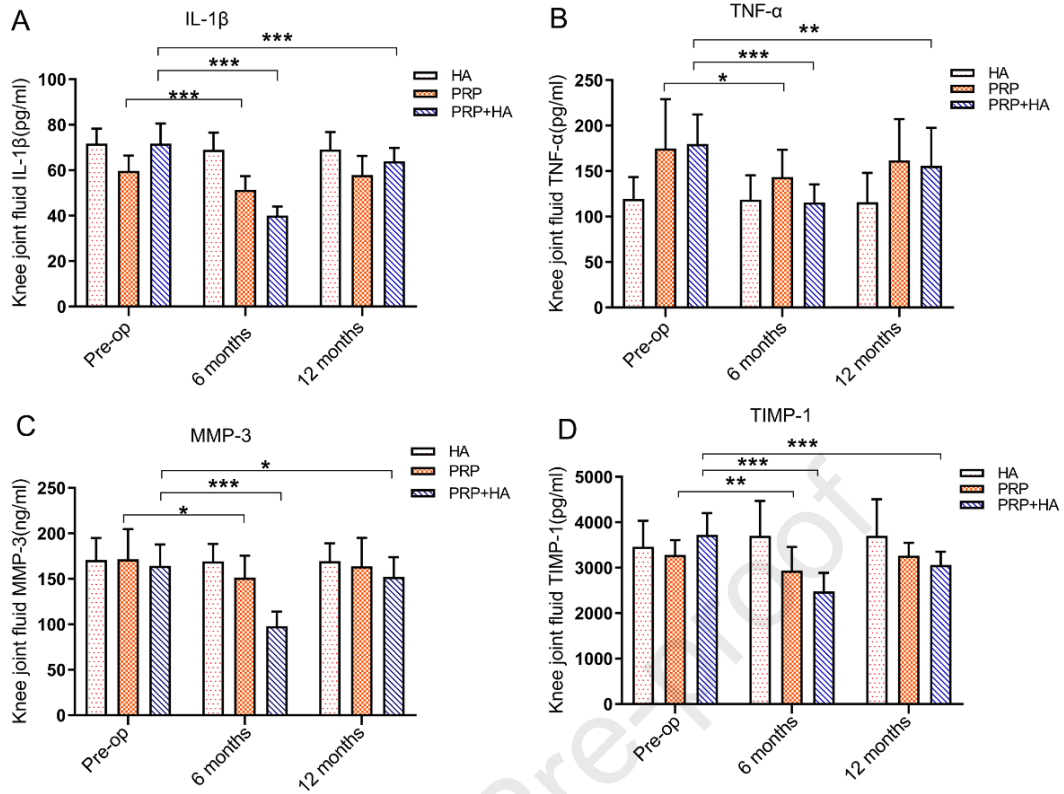 A
IL-1β
***
***
***
Knee joint fluid IL-1β(pg/ml)
100
80
60
40
20
0
Pre-op
6 months
12 months
HA
PRP
PRP+HA
B
TNF-α
**
***
*
Knee joint fluid TNF-α(pg/ml)
250
200
150
100
50
0
Pre-op
6 months
12 months
HA
PRP
PRP+HA
C
MMP-3
*
***
*
Knee joint fluid MMP-3(ng/ml)
250
200
150
100
50
0
Pre-op
6 months
12 months
HA
PRP
PRP+HA
D
TIMP-1
***
***
**
Knee joint fluid TIMP-1(pg/ml)
5000
4000
3000
2000
1000
0
Pre-op
6 months
12 months
HA
PRP
PRP+HA
Pre-proof